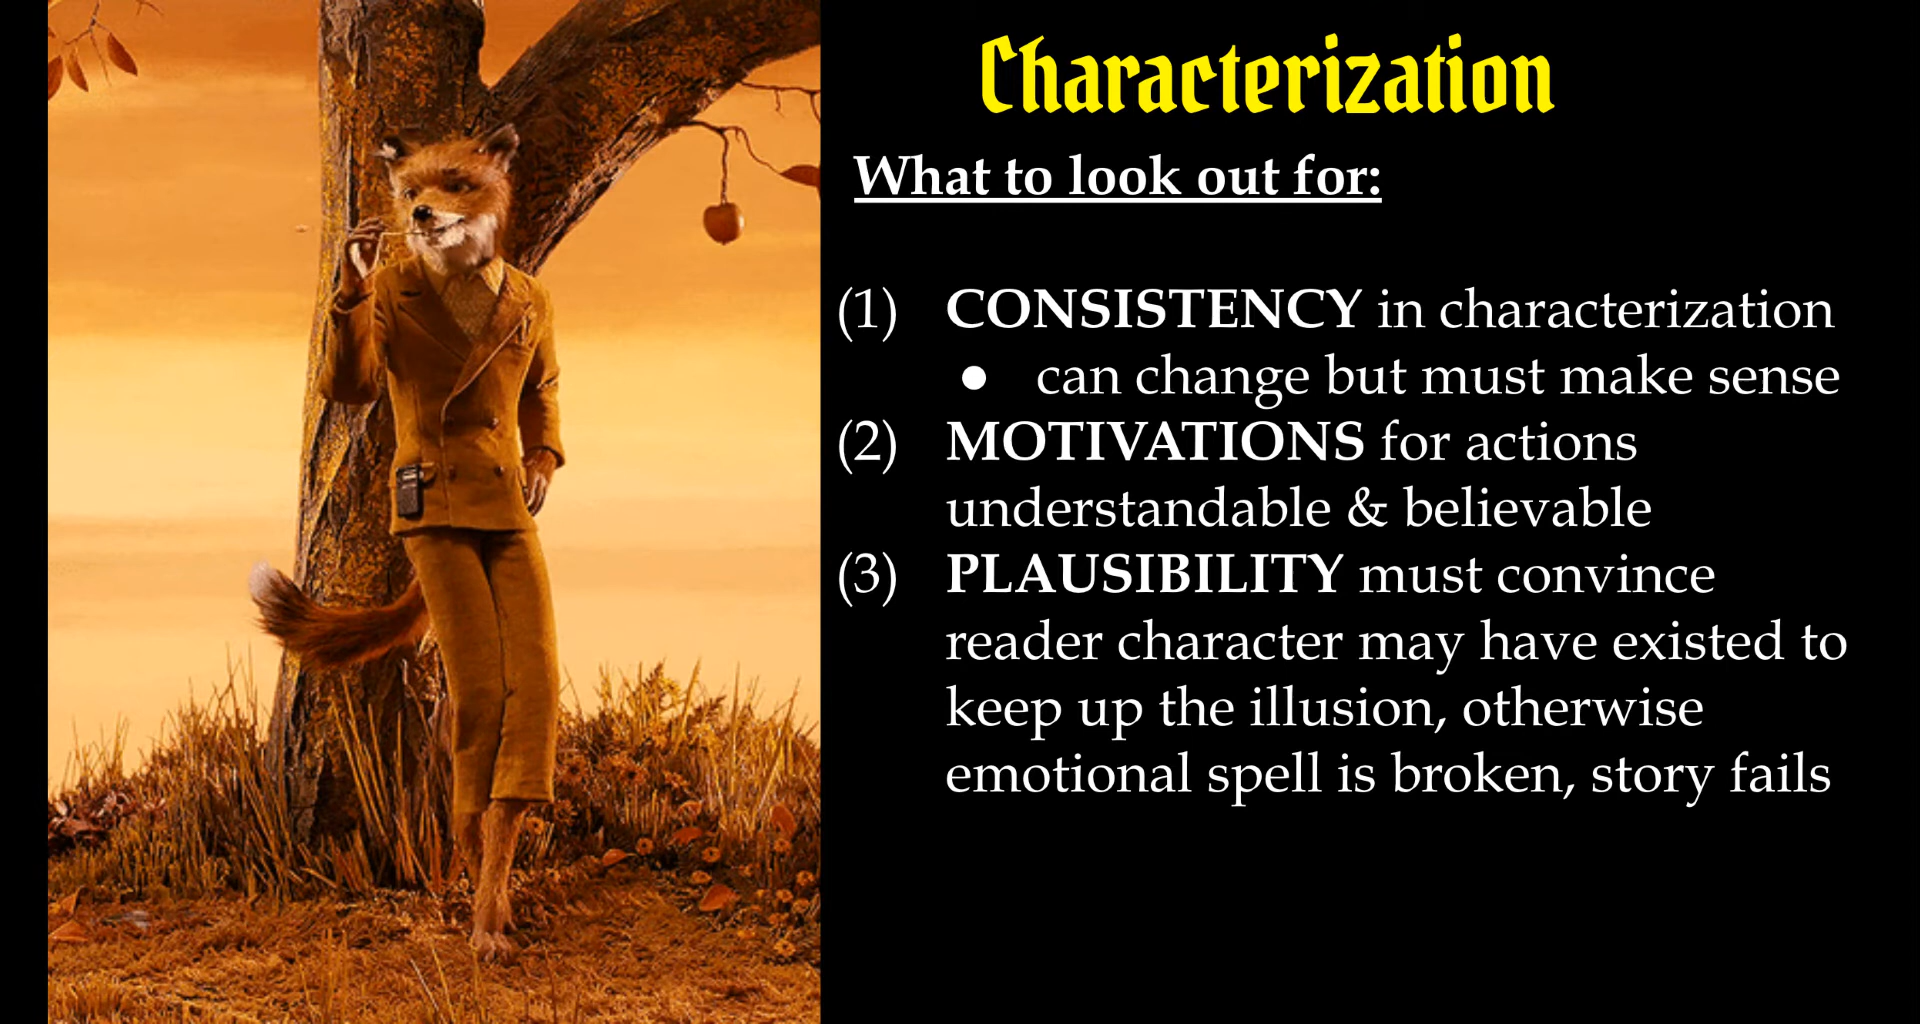 Characterization
What to look out for:
(1) CONSISTENCY in characterization
● can change but must make sense
(2) MOTIVATIONS for actions
understandable & believable
(3) PLAUSIBILITY must convince
reader character may have existed to
keep up the illusion, otherwise
emotional spell is broken, story fails